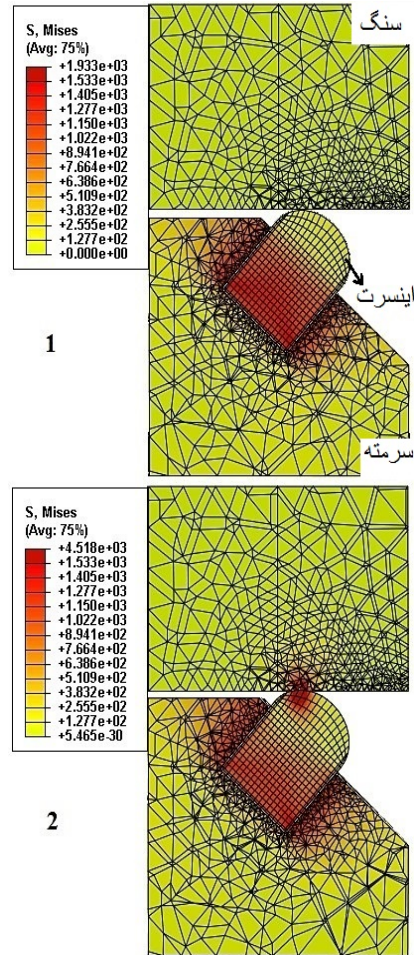 S, Mises
(Avg: 75%)
+1.933e+03
+1.533e+03
+1.405e+03
+1.277e+03
+1.150e+03
+1.022e+03
+8.941e+02
+7.664e+02
+6.386e+02
+5.109e+02
+3.832e+02
+2.555e+02
+1.277e+02
+0.000e+00
سنگ
اینسرت
1
سرمته
S, Mises
(Avg: 75%)
+4.518e+03
+1.533e+03
+1.405e+03
+1.277e+03
+1.150e+03
+1.022e+03
+8.941e+02
+7.664e+02
+6.386e+02
+5.109e+02
+3.832e+02
+2.555e+02
+1.277e+02
+5.465e-30
2